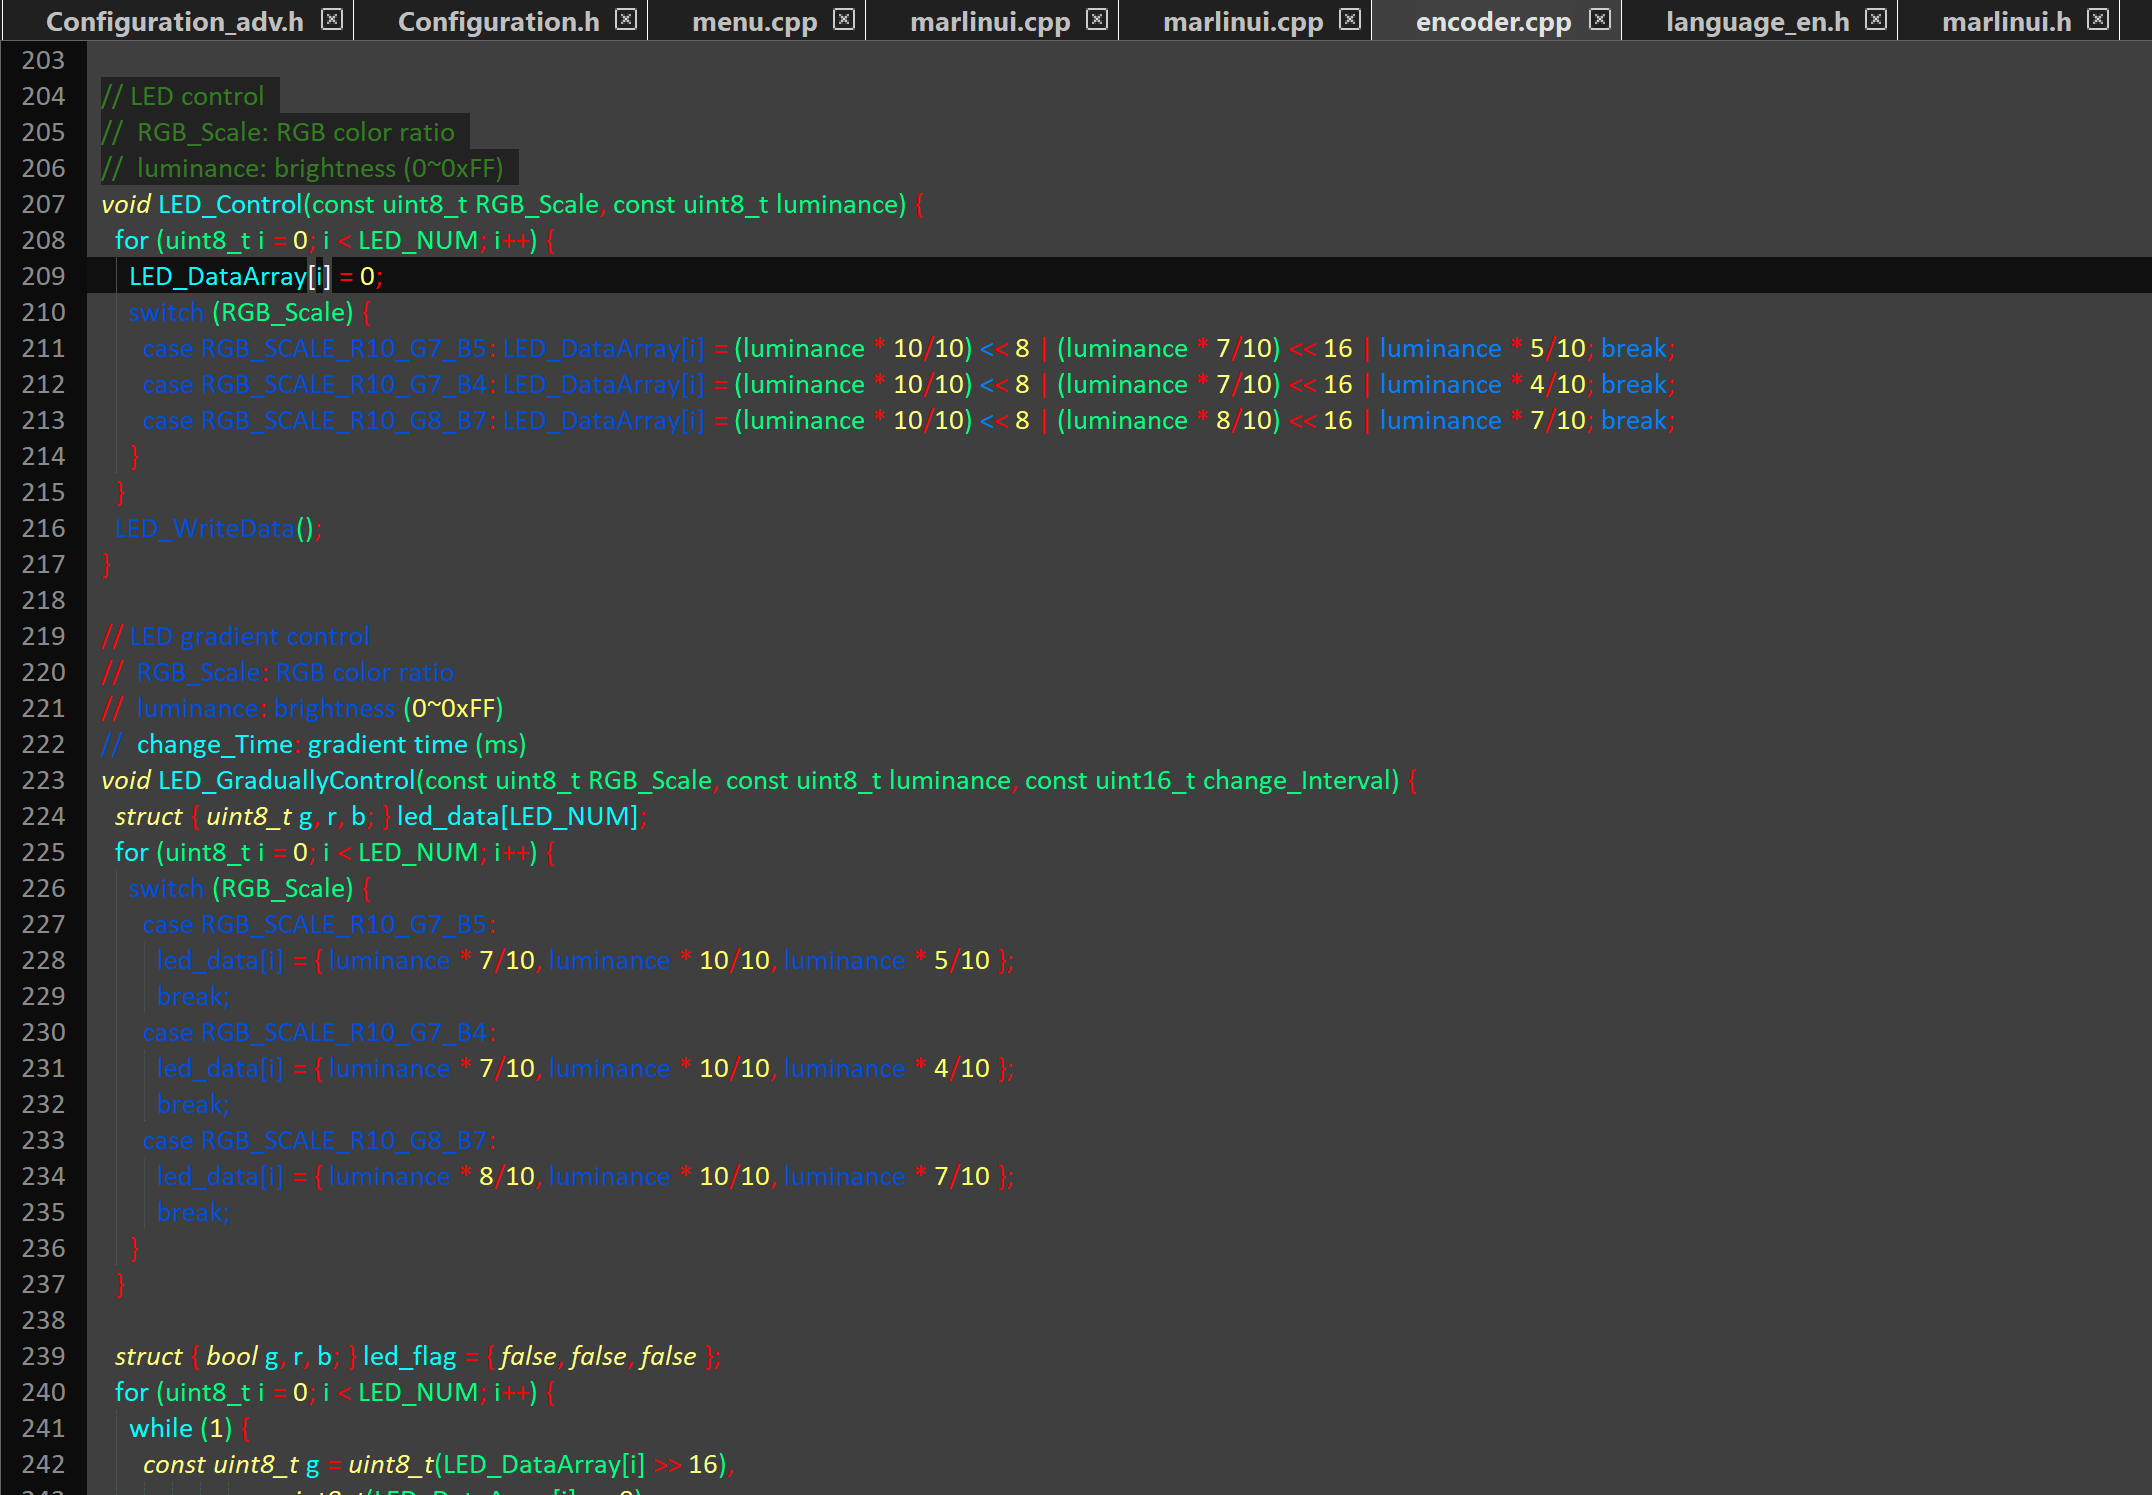 Configuration_adv.h Configuration.h menu.cpp marlinui.cpp marlinui.cpp encoder.cpp language_en.h marlinui.h
203
204 // LED control
205 //  RGB_Scale: RGB color ratio
206 //  luminance: brightness (0~0xFF)
207 void LED_Control(const uint8_t RGB_Scale, const uint8_t luminance) {
208   for (uint8_t i = 0; i < LED_NUM; i++) {
209     LED_DataArray[i] = 0;
210     switch (RGB_Scale) {
211       case RGB_SCALE_R10_G7_B5: LED_DataArray[i] = (luminance * 10/10) << 8 | (luminance * 7/10) << 16 | luminance * 5/10; break;
212       case RGB_SCALE_R10_G7_B4: LED_DataArray[i] = (luminance * 10/10) << 8 | (luminance * 7/10) << 16 | luminance * 4/10; break;
213       case RGB_SCALE_R10_G8_B7: LED_DataArray[i] = (luminance * 10/10) << 8 | (luminance * 8/10) << 16 | luminance * 7/10; break;
214     }
215   }
216   LED_WriteData();
217 }
218
219 // LED gradient control
220 //  RGB_Scale: RGB color ratio
221 //  luminance: brightness (0~0xFF)
222 //  change_Time: gradient time (ms)
223 void LED_GraduallyControl(const uint8_t RGB_Scale, const uint8_t luminance, const uint16_t change_Interval) {
224   struct { uint8_t g, r, b; } led_data[LED_NUM];
225   for (uint8_t i = 0; i < LED_NUM; i++) {
226     switch (RGB_Scale) {
227       case RGB_SCALE_R10_G7_B5:
228         led_data[i] = { luminance * 7/10, luminance * 10/10, luminance * 5/10 };
229         break;
230       case RGB_SCALE_R10_G7_B4:
231         led_data[i] = { luminance * 7/10, luminance * 10/10, luminance * 4/10 };
232         break;
233       case RGB_SCALE_R10_G8_B7:
234         led_data[i] = { luminance * 8/10, luminance * 10/10, luminance * 7/10 };
235         break;
236     }
237   }
238
239   struct { bool g, r, b; } led_flag = { false, false, false };
240   for (uint8_t i = 0; i < LED_NUM; i++) {
241     while (1) {
242       const uint8_t g = uint8_t(LED_DataArray[i] >> 16),